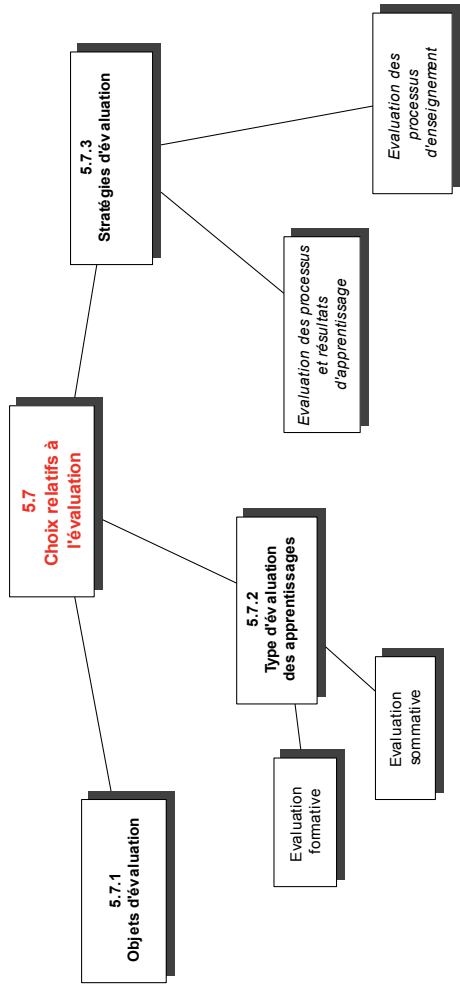 5.7
Choix relatifs à
l'évaluation
5.7.1
Objets d'évaluation
5.7.2
Type d'évaluation
des apprentissages
5.7.3
Stratégies d'évaluation
Evaluation
formative
Evaluation
sommative
Evaluation des processus
et résultats
d'apprentissage
Evaluation des
processus
d'enseignement